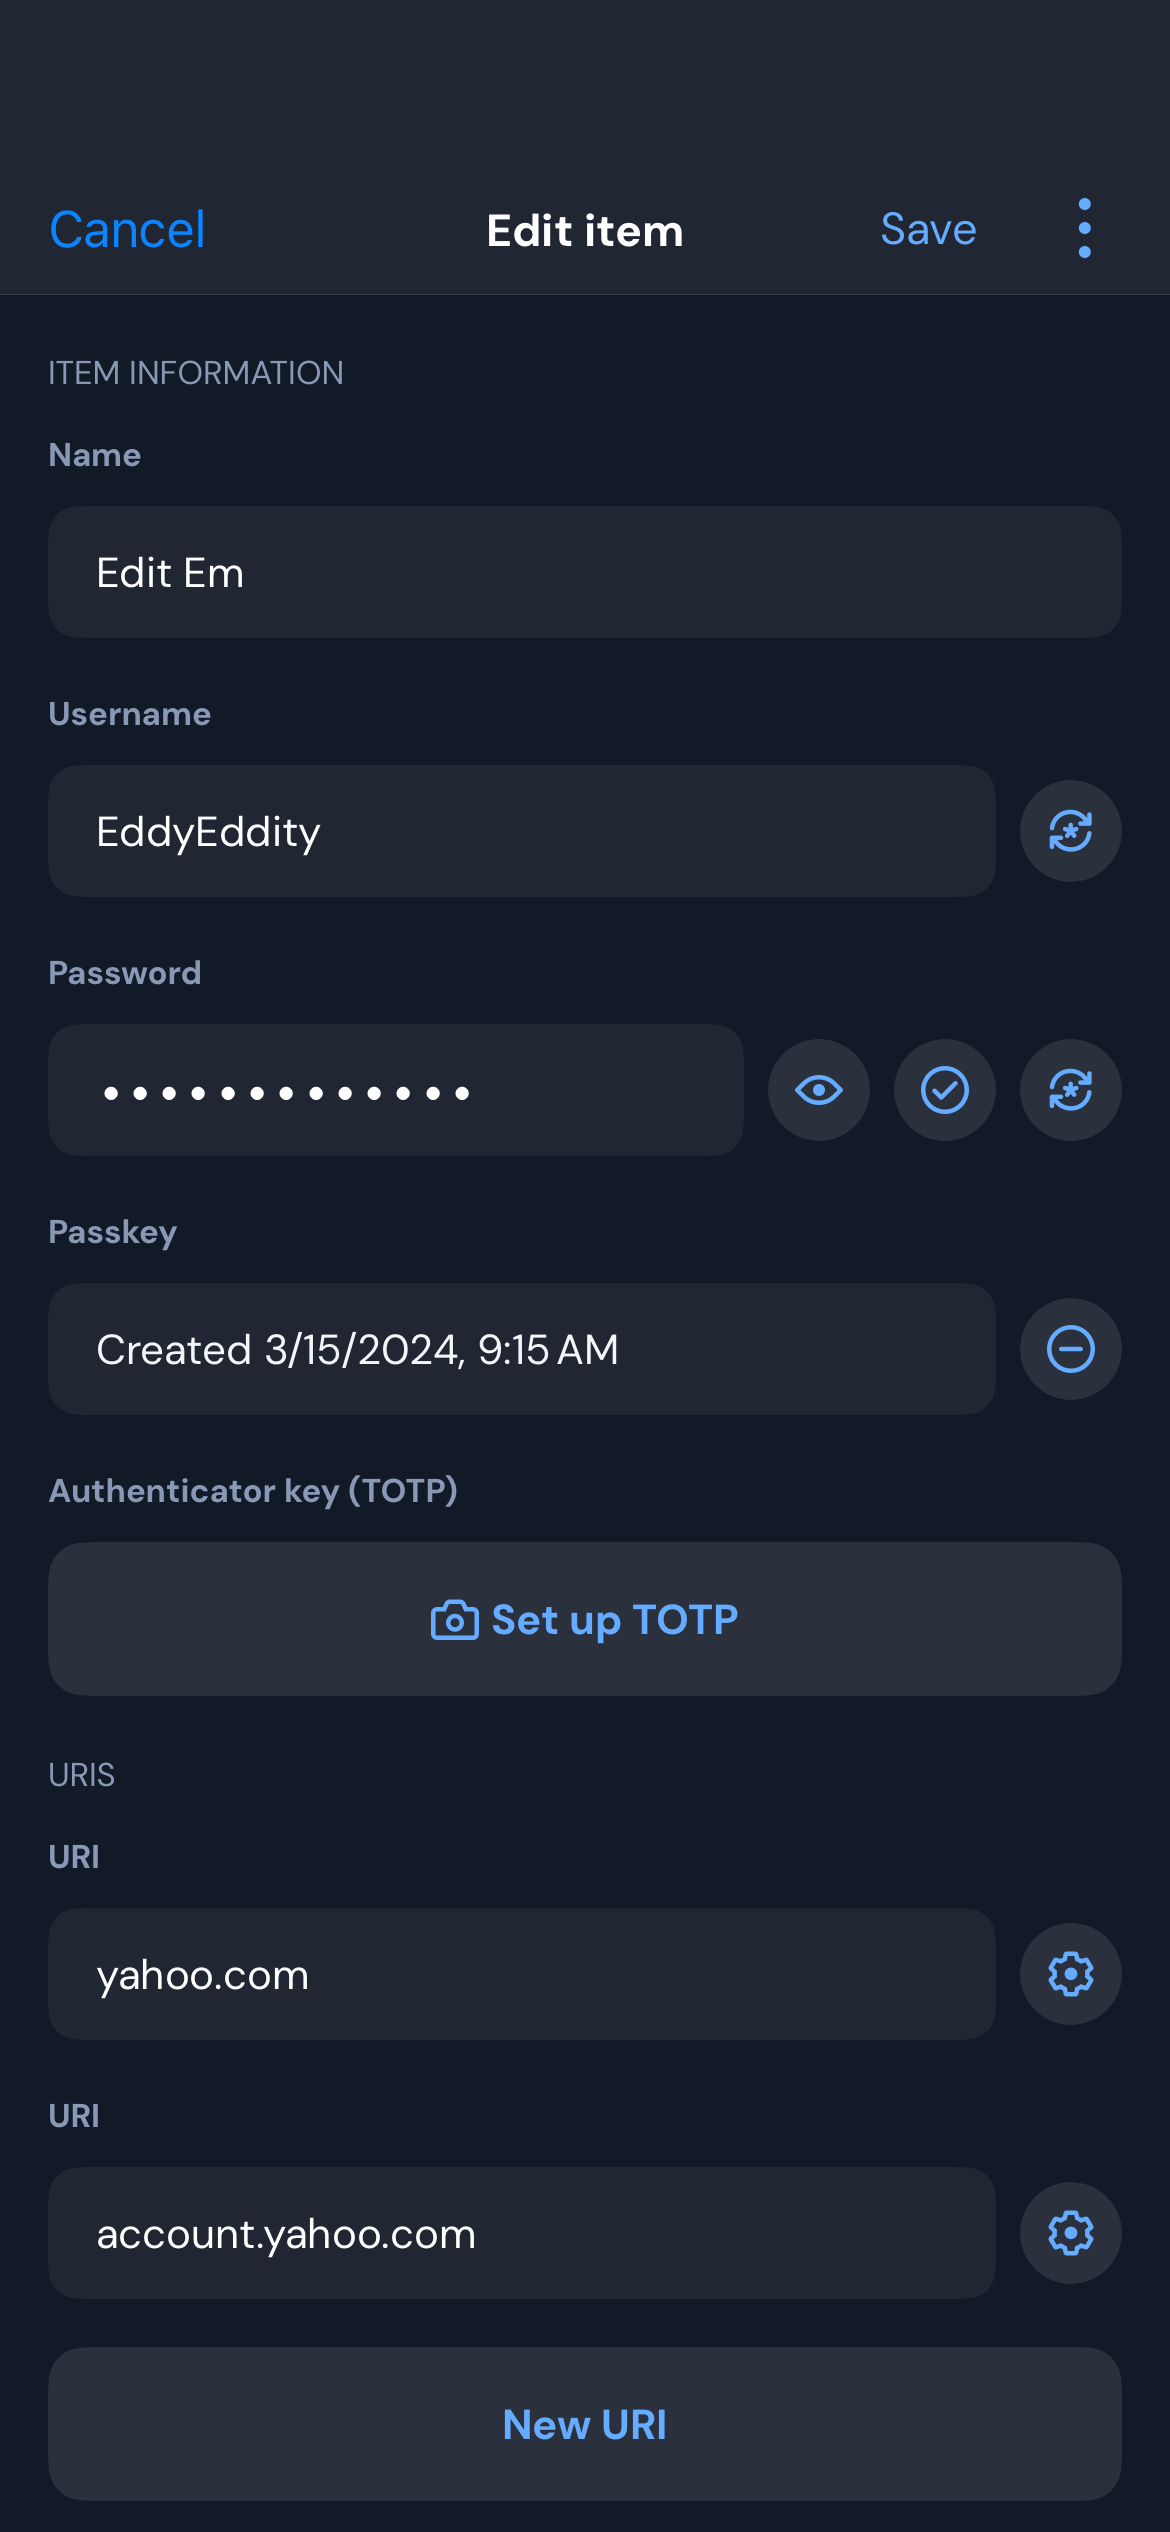 Cancel Edit item Save
ITEM INFORMATION
Name
Edit Em
Username
EddyEddity
Password
•••••••••••••
Passkey
Created 3/15/2024, 9:15 AM
Authenticator key (TOTP)
Set up TOTP
URIS
URI
yahoo.com
URI
account.yahoo.com
New URI